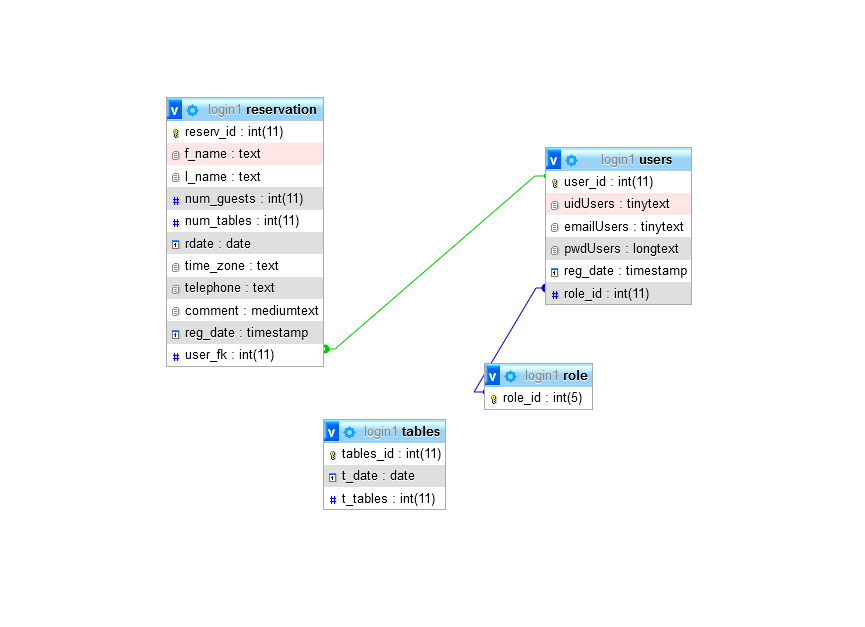 v login1 reservation
reserv_id : int(11)
f_name : text
l_name : text
num_guests : int(11)
num_tables : int(11)
rdate : date
time_zone : text
telephone : text
comment : mediumtext
reg_date : timestamp
user_fk : int(11)
v login1 users
user_id : int(11)
uidUsers : tinytext
emailUsers : tinytext
pwdUsers : longtext
reg_date : timestamp
role_id : int(11)
v login1 role
role_id : int(5)
v login1 tables
tables_id : int(11)
t_date : date
t_tables : int(11)